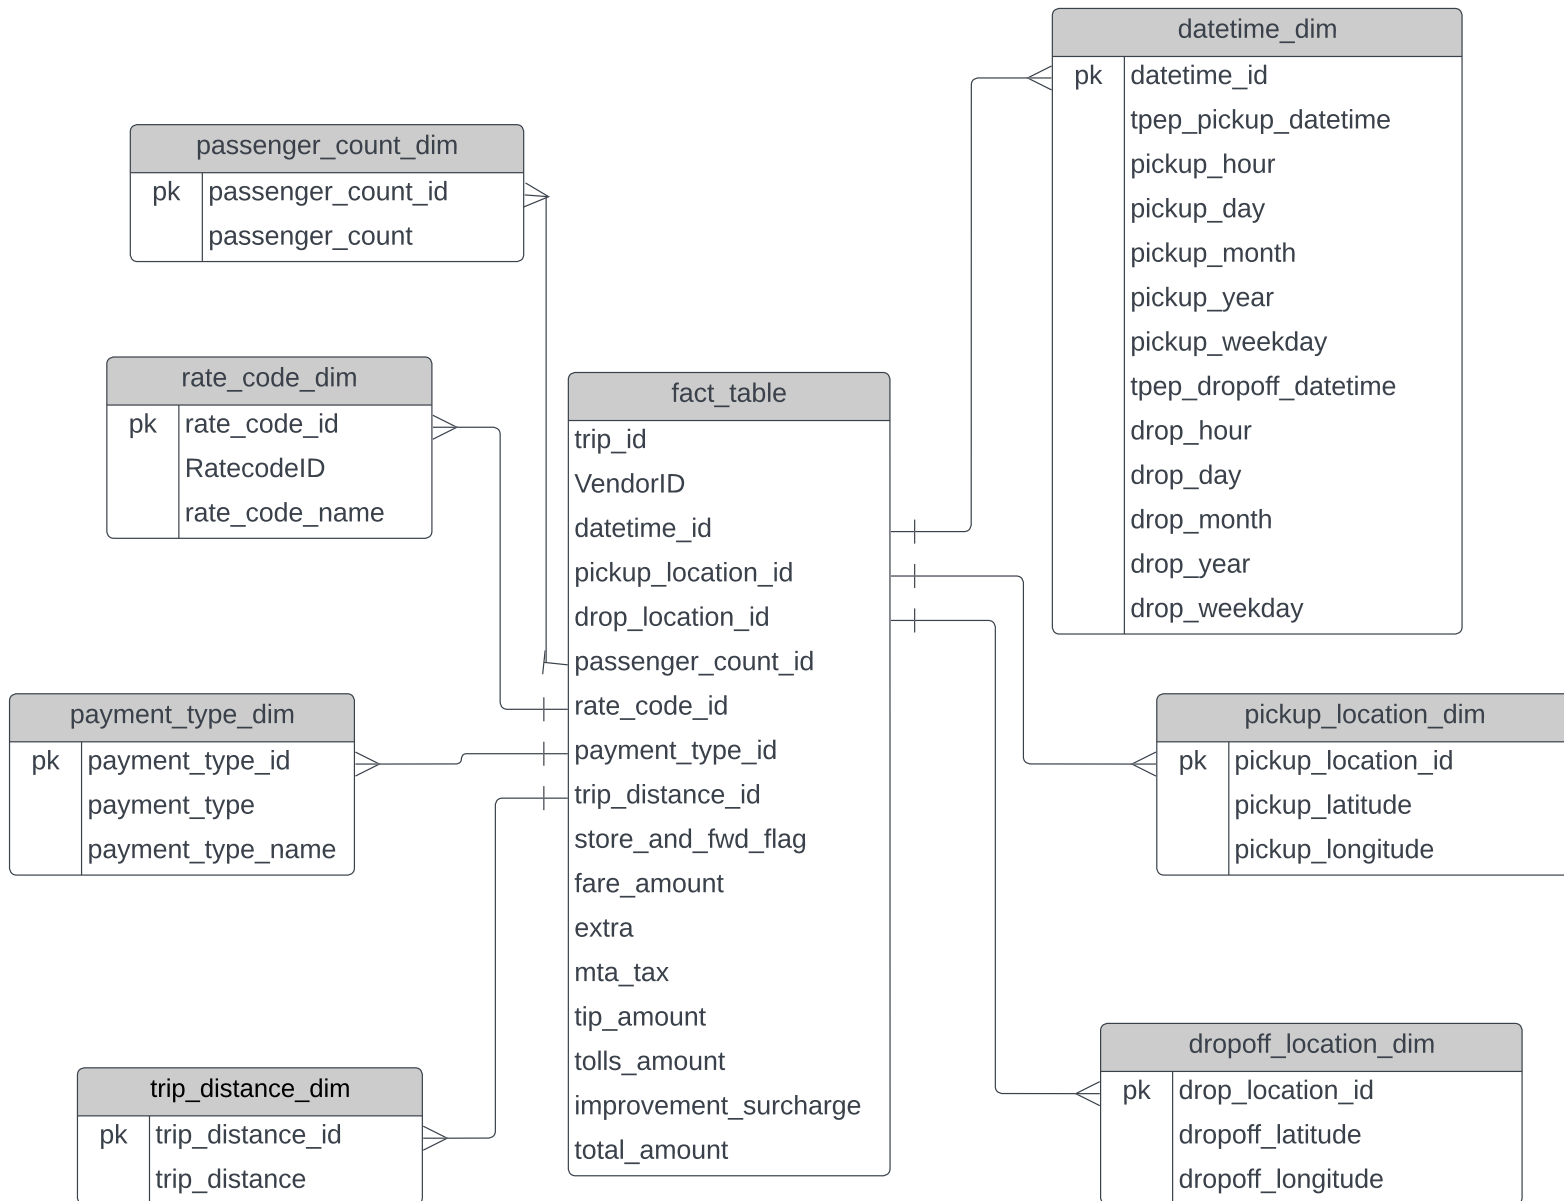 datetime_dim
pk datetime_id
tpep_pickup_datetime
pickup_hour
pickup_day
pickup_month
pickup_year
pickup_weekday
tpep_dropoff_datetime
drop_hour
drop_day
drop_month
drop_year
drop_weekday
passenger_count_dim
pk passenger_count_id
passenger_count
rate_code_dim
pk rate_code_id
RatecodeID
rate_code_name
fact_table
trip_id
VendorID
datetime_id
pickup_location_id
drop_location_id
passenger_count_id
rate_code_id
payment_type_id
trip_distance_id
store_and_fwd_flag
fare_amount
extra
mta_tax
tip_amount
tolls_amount
improvement_surcharge
total_amount
payment_type_dim
pk payment_type_id
payment_type
payment_type_name
pickup_location_dim
pk pickup_location_id
pickup_latitude
pickup_longitude
trip_distance_dim
pk trip_distance_id
trip_distance
dropoff_location_dim
pk drop_location_id
dropoff_latitude
dropoff_longitude